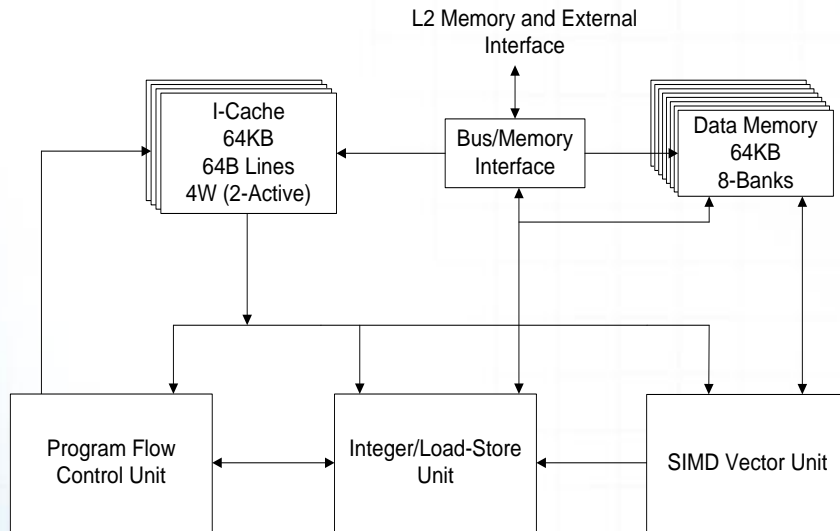 L2 Memory and External
Interface
I-Cache
64KB
64B Lines
4W (2-Active)
Bus/Memory
Interface
Data Memory
64KB
8-Banks
Program Flow
Control Unit
Integer/Load-Store
Unit
SIMD Vector Unit